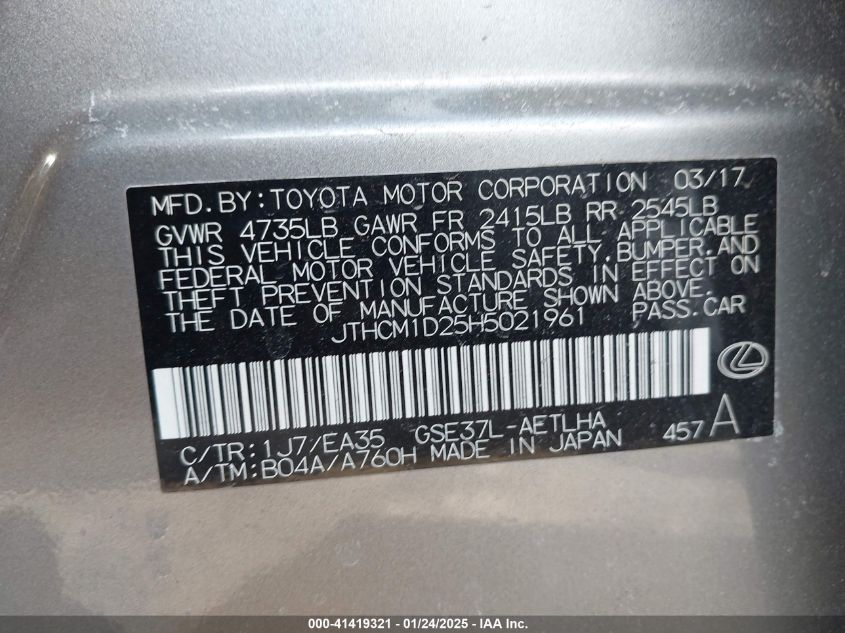 MFD. BY: TOYOTA MOTOR CORPORATION 03/17
GVWR 4735LB GAWR FR 2415LB RR 2545LB
THIS VEHICLE CONFORMS TO ALL APPLICABLE
FEDERAL MOTOR VEHICLE SAFETY, BUMPER, AND
THEFT PREVENTION STANDARDS IN EFFECT ON
THE DATE OF MANUFACTURE SHOWN ABOVE.
JTHCM1D25H5021961 PASS. CAR
C/TR: 1J7/EA35 GSE37L-AETLHA
A/TM: B04A/A760H MADE IN JAPAN 457 A
000-41419321 - 01/24/2025 - IAA Inc.